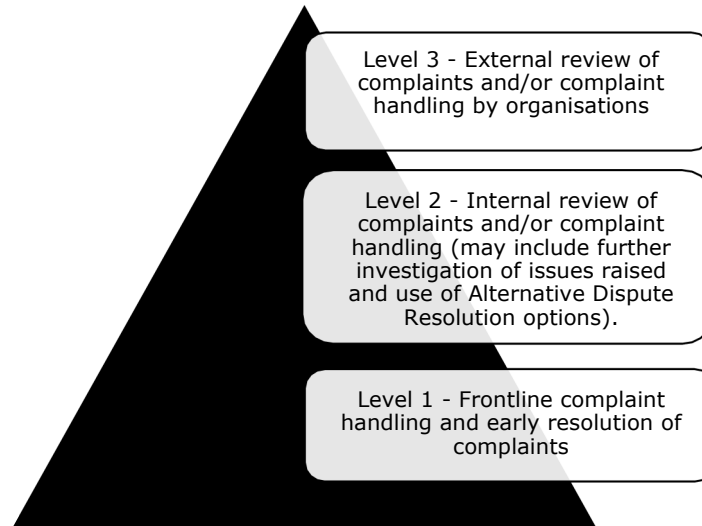 Level 3 - External review of
complaints and/or complaint
handling by organisations
Level 2 - Internal review of
complaints and/or complaint
handling (may include further
investigation of issues raised
and use of Alternative Dispute
Resolution options).
Level 1 - Frontline complaint
handling and early resolution of
complaints